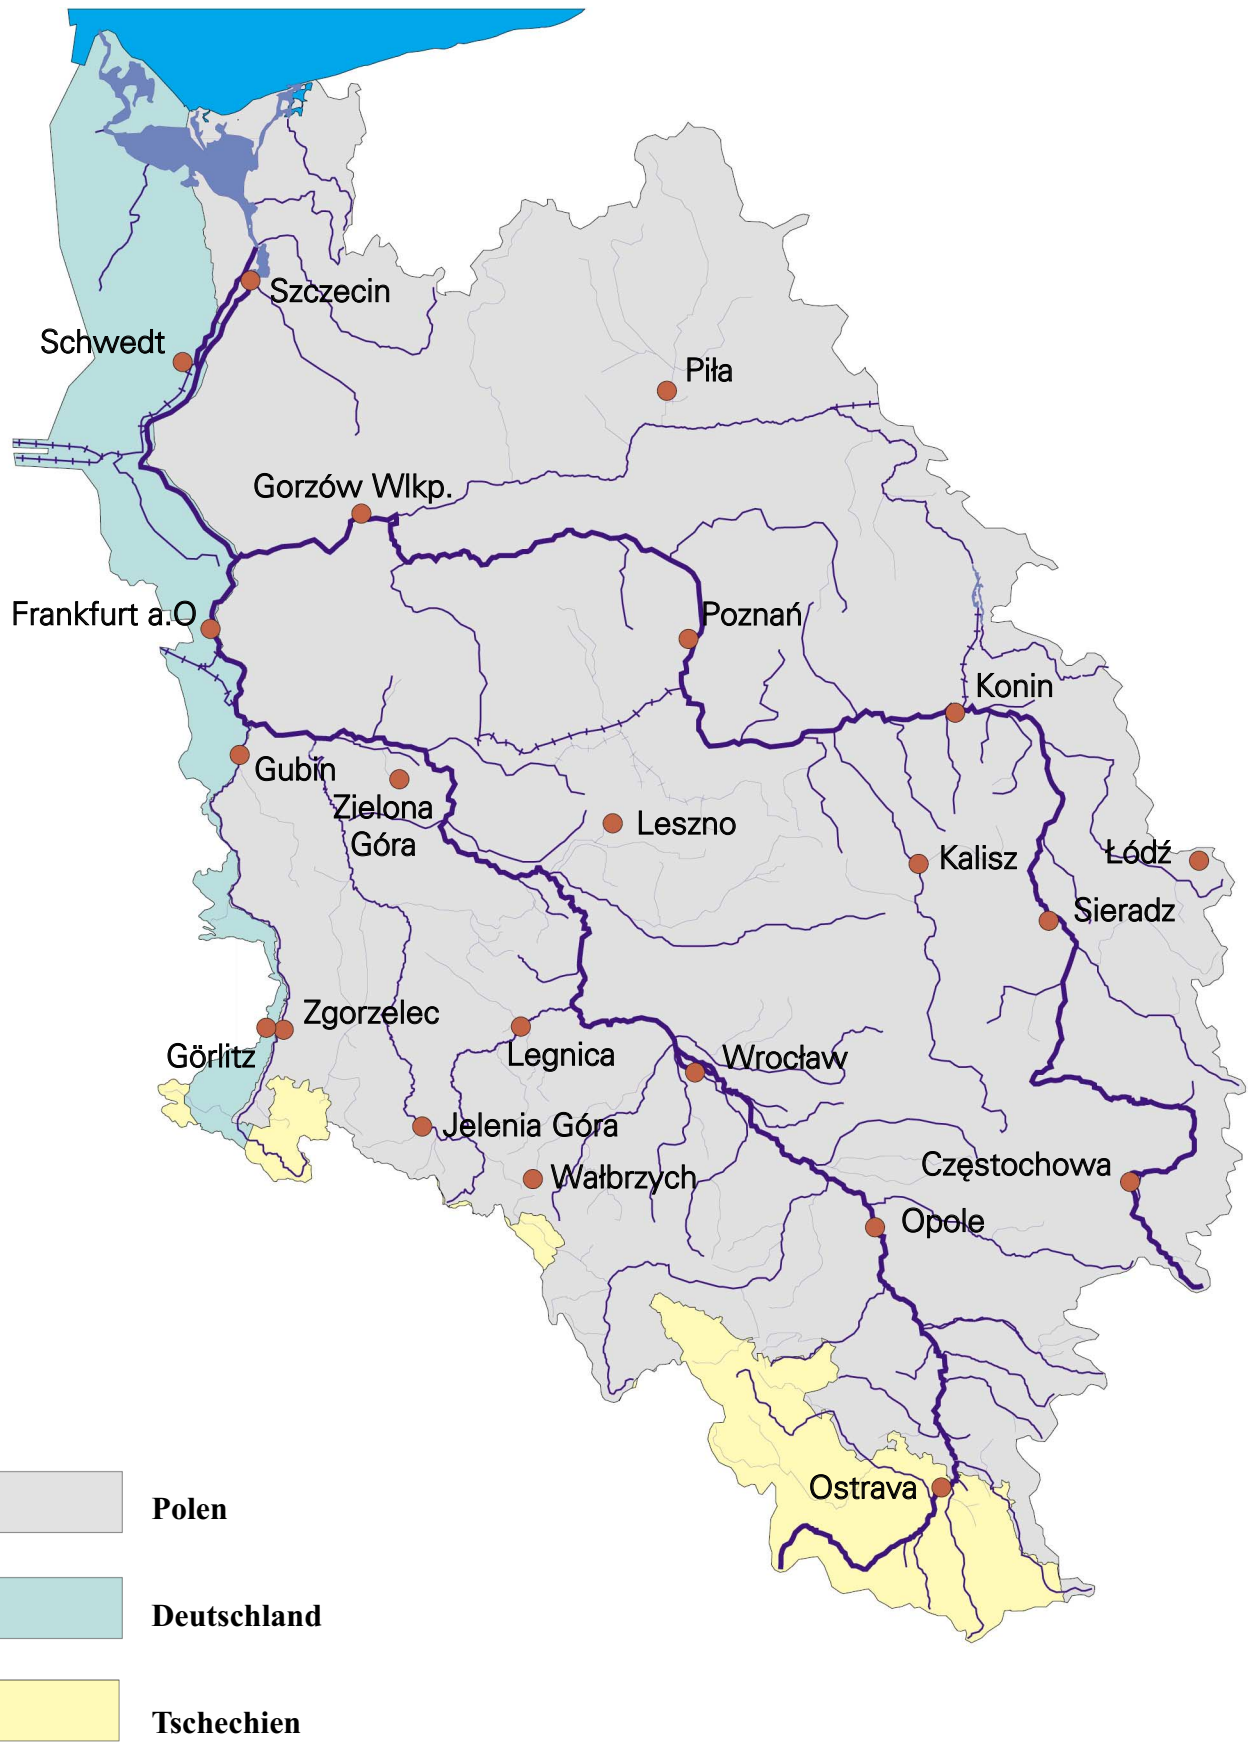 Szczecin
Schwedt
Piła
Gorzów Wlkp.
Frankfurt a.O
Poznań
Konin
Gubin
Zielona
Góra
Leszno
Kalisz
Łódź
Sieradz
Zgorzelec
Görlitz
Legnica
Wrocław
Jelenia Góra
Wałbrzych
Częstochowa
Opole
Ostrava
Polen
Deutschland
Tschechien